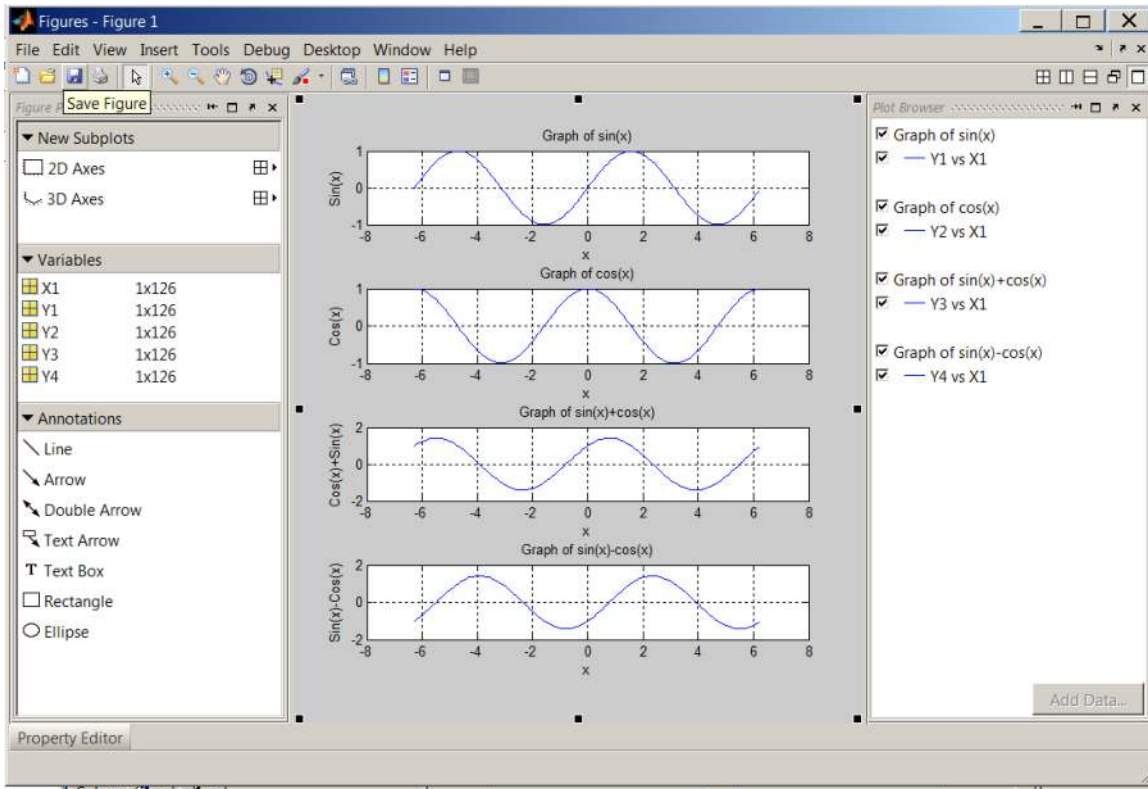 Figures - Figure 1
File Edit View Insert Tools Debug Desktop Window Help
Save Figure
New Subplots
2D Axes
3D Axes
Variables
X1 1x126
Y1 1x126
Y2 1x126
Y3 1x126
Y4 1x126
Annotations
Line
Arrow
Double Arrow
Text Arrow
T Text Box
Rectangle
Ellipse
Graph of sin(x)
Sin(x)
1
0
-1
-8 -6 -4 -2 0 2 4 6 8
x
Graph of cos(x)
Cos(x)
1
0
-1
-8 -6 -4 -2 0 2 4 6 8
x
Graph of sin(x)+cos(x)
Cos(x)+Sin(x)
2
0
-2
-8 -6 -4 -2 0 2 4 6 8
x
Graph of sin(x)-cos(x)
Sin(x)-Cos(x)
2
0
-2
-8 -6 -4 -2 0 2 4 6 8
x
Plot Browser
Graph of sin(x)
Y1 vs X1
Graph of cos(x)
Y2 vs X1
Graph of sin(x)+cos(x)
Y3 vs X1
Graph of sin(x)-cos(x)
Y4 vs X1
Add Data...
Property Editor